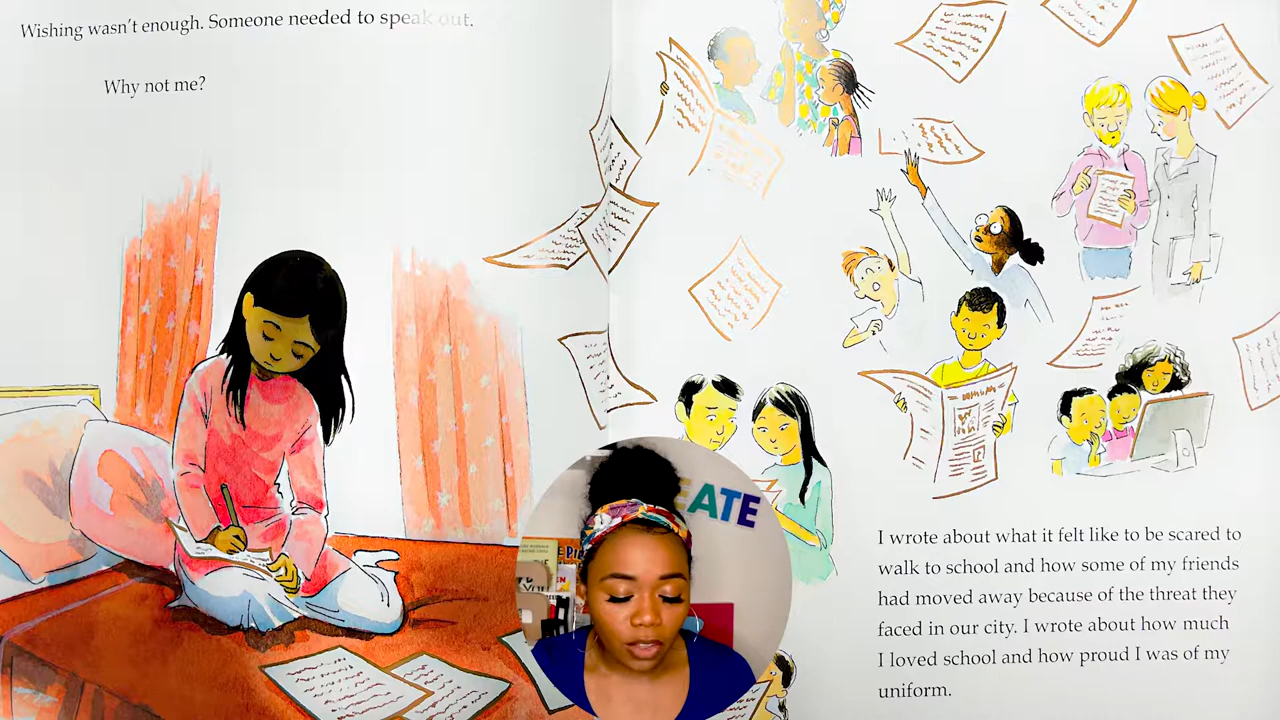 Wishing wasn't enough. Someone needed to speak out.
Why not me?
I wrote about what it felt like to be scared to
walk to school and how some of my friends
had moved away because of the threat they
faced in our city. I wrote about how much
I loved school and how proud I was of my
uniform.
EATE